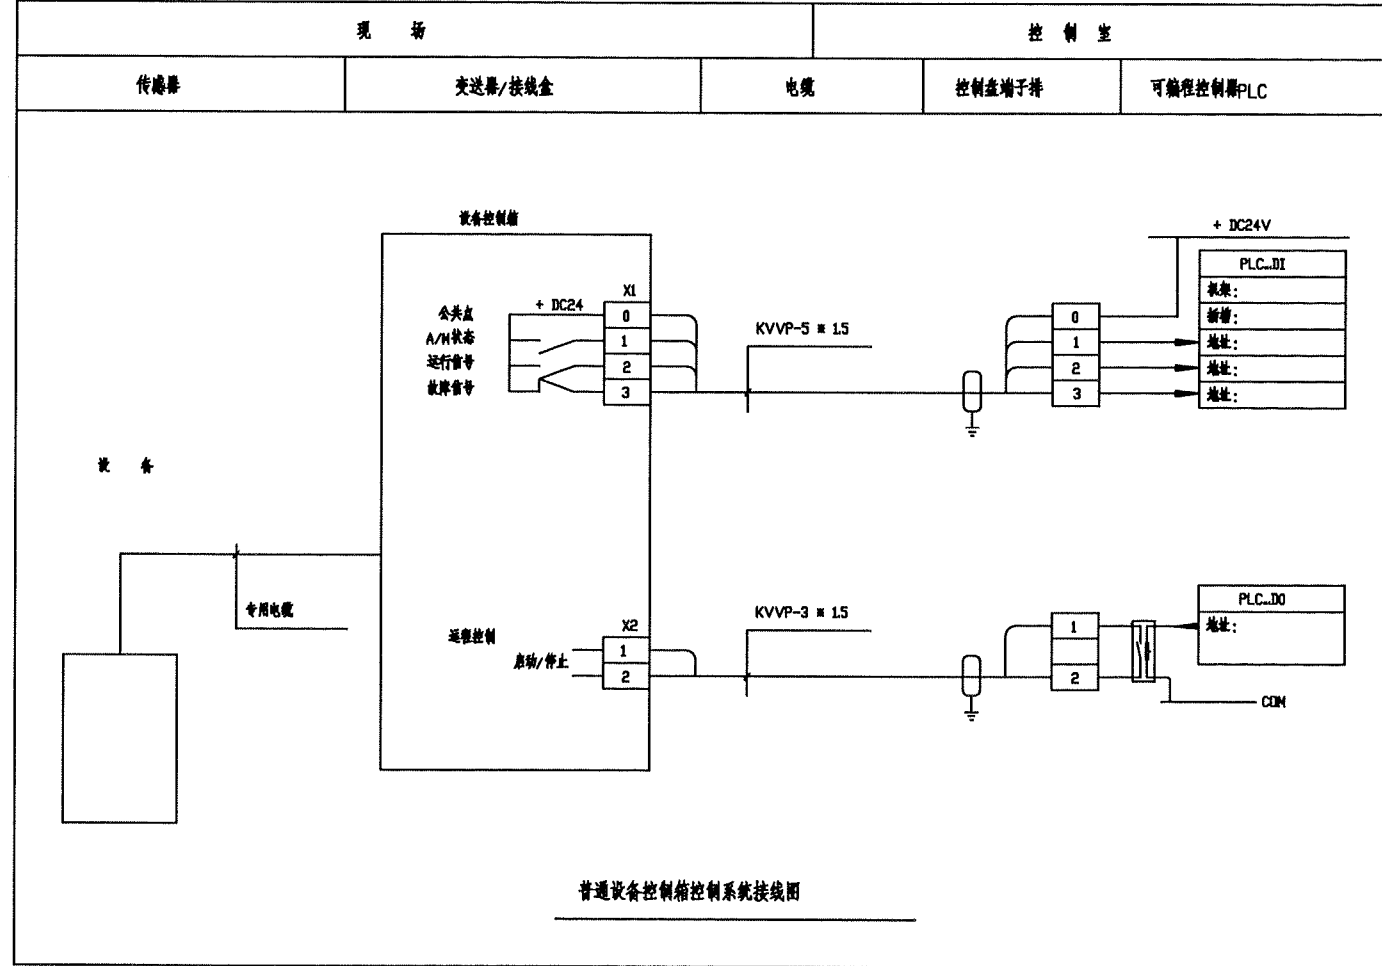 现 场
控 制 室
传感器
变送器/接线盒
电缆
控制盘端子排
可编程控制器PLC
设备控制箱
+ DC24V
PLC...DI
机架:
插槽:
地址:
地址:
地址:
X1
公共点
+ DC24
0
A/M状态
1
运行信号
2
故障信号
3
KVVP-5 * 1.5
0
1
2
3
设 备
专用电缆
远程控制
启动/停止
X2
1
2
KVVP-3 * 1.5
1
2
PLC...DO
地址:
COM
普通设备控制箱控制系统接线图